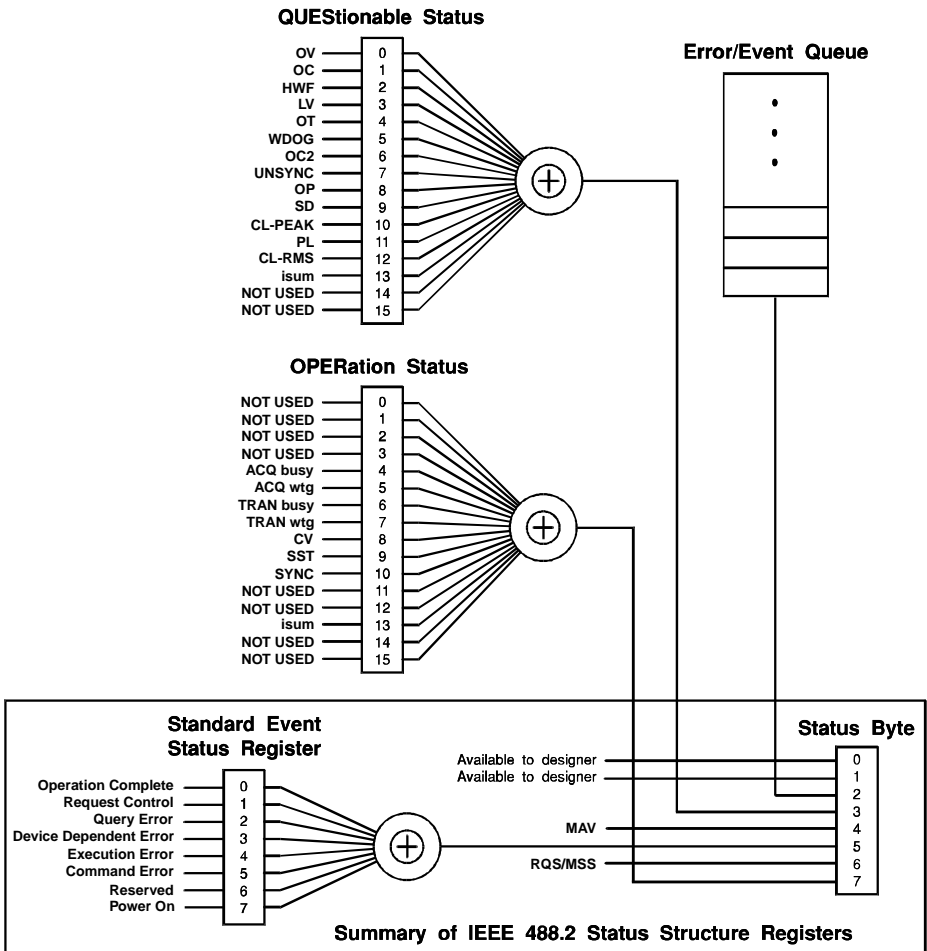 QUEStionable Status
OV 0
OC 1
HWF 2
LV 3
OT 4
WDOG 5
OC2 6
UNSYNC 7
OP 8
SD 9
CL-PEAK 10
PL 11
CL-RMS 12
isum 13
NOT USED 14
NOT USED 15
Error/Event Queue
OPERation Status
NOT USED 0
NOT USED 1
NOT USED 2
NOT USED 3
ACQ busy 4
ACQ wtg 5
TRAN busy 6
TRAN wtg 7
CV 8
SST 9
SYNC 10
NOT USED 11
NOT USED 12
isum 13
NOT USED 14
NOT USED 15
Standard Event
Status Register
Operation Complete 0
Request Control 1
Query Error 2
Device Dependent Error 3
Execution Error 4
Command Error 5
Reserved 6
Power On 7
Status Byte
Available to designer 0
Available to designer 1
2
3
MAV 4
5
RQS/MSS 6
7
Summary of IEEE 488.2 Status Structure Registers